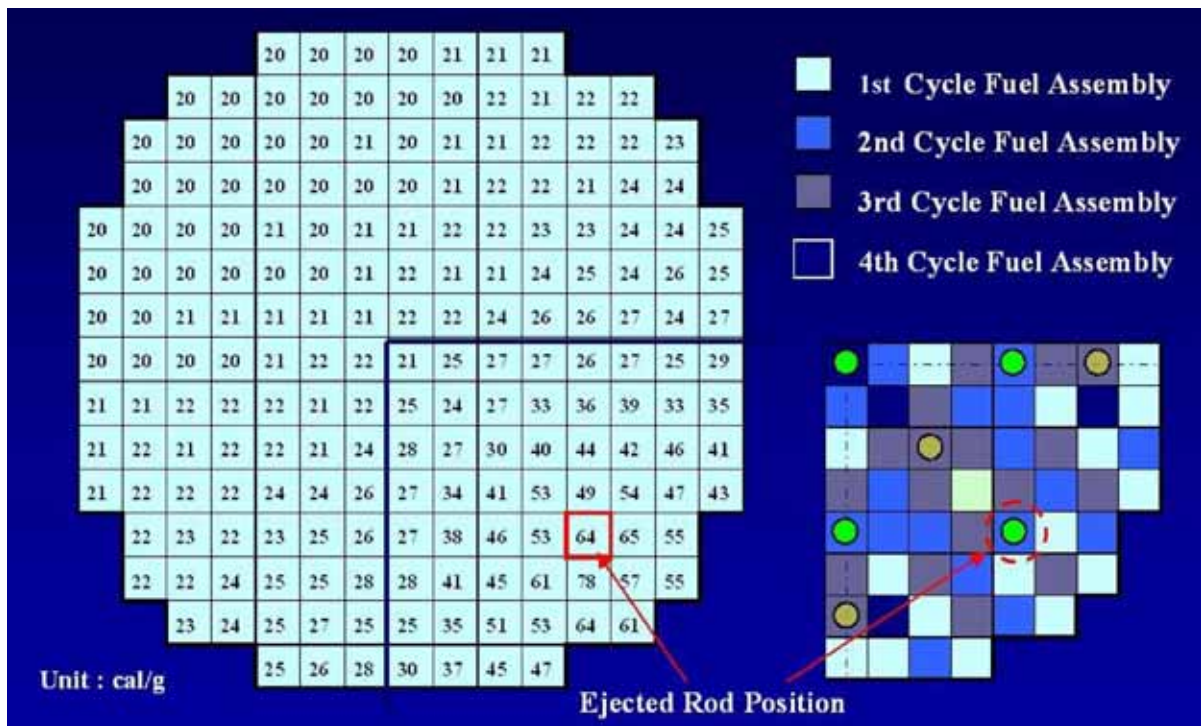 20 20 20 20 21 21 21
20 20 20 20 20 20 20 22 21 22 22
20 20 20 20 20 21 20 21 21 22 22 22 23
20 20 20 20 20 20 20 21 22 22 21 24 24
20 20 20 20 21 20 21 21 22 22 23 23 24 24 25
20 20 20 20 20 20 21 22 21 21 24 25 24 26 25
20 20 21 21 21 21 21 22 22 24 26 26 27 24 27
20 20 20 20 21 22 22 21 25 27 27 26 27 25 29
21 21 22 22 22 21 22 25 24 27 33 36 39 33 35
21 22 21 22 22 21 24 28 27 30 40 44 42 46 41
21 22 22 22 24 24 26 27 34 41 53 49 54 47 43
22 23 22 23 25 26 27 38 46 53 64 65 55
22 22 24 25 25 28 28 41 45 61 78 57 55
23 24 25 27 25 25 35 51 53 64 61
25 26 28 30 37 45 47
Unit : cal/g
1st Cycle Fuel Assembly
2nd Cycle Fuel Assembly
3rd Cycle Fuel Assembly
4th Cycle Fuel Assembly
Ejected Rod Position